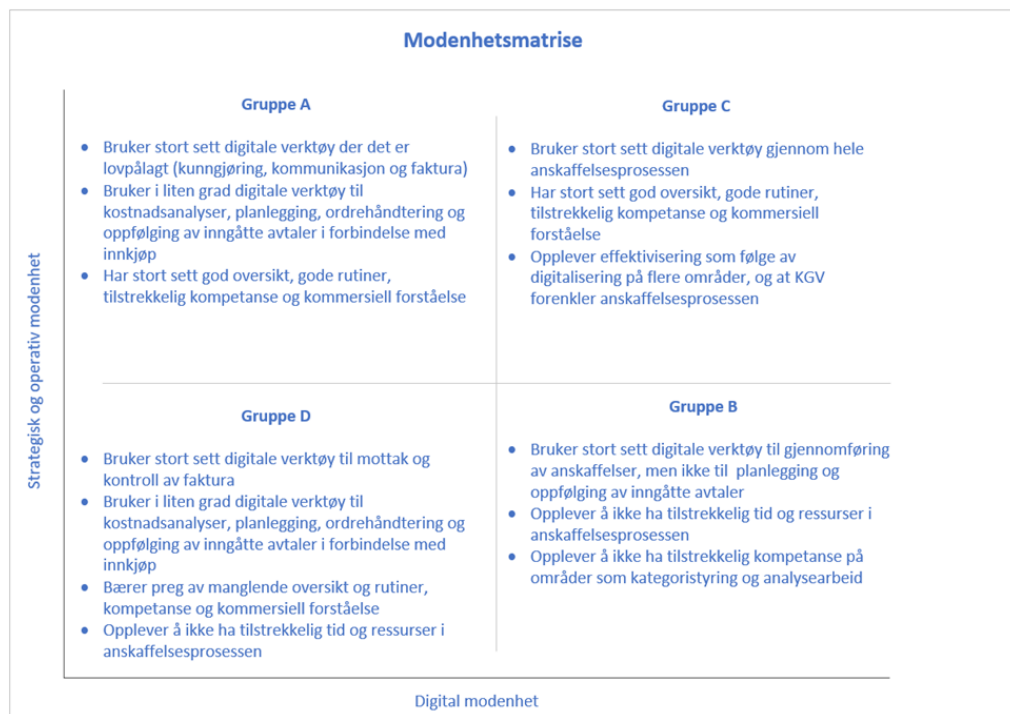 Modenhetsmatrise
Strategisk og operativ modenhet
Gruppe A
● Bruker stort sett digitale verktøy der det er
lovpålagt (kunngjøring, kommunikasjon og faktura)
● Bruker i liten grad digitale verktøy til
kostnadsanalyser, planlegging, ordrehåndtering og
oppfølging av inngåtte avtaler i forbindelse med
innkjøp
● Har stort sett god oversikt, gode rutiner,
tilstrekkelig kompetanse og kommersiell forståelse
Gruppe C
● Bruker stort sett digitale verktøy gjennom hele
anskaffelsesprosessen
● Har stort sett god oversikt, gode rutiner,
tilstrekkelig kompetanse og kommersiell
forståelse
● Opplever effektivisering som følge av
digitalisering på flere områder, og at KGV
forenkler anskaffelsesprosessen
Gruppe D
● Bruker stort sett digitale verktøy til mottak og
kontroll av faktura
● Bruker i liten grad digitale verktøy til
kostnadsanalyser, planlegging, ordrehåndtering og
oppfølging av inngåtte avtaler i forbindelse med
innkjøp
● Bærer preg av manglende oversikt og rutiner,
kompetanse og kommersiell forståelse
● Opplever å ikke ha tilstrekkelig tid og ressurser i
anskaffelsesprosessen
Gruppe B
● Bruker stort sett digitale verktøy til gjennomføring
av anskaffelser, men ikke til planlegging og
oppfølging av inngåtte avtaler
● Opplever å ikke ha tilstrekkelig tid og ressurser i
anskaffelsesprosessen
● Opplever å ikke ha tilstrekkelig kompetanse på
områder som kategoristyring og analysearbeid
Digital modenhet